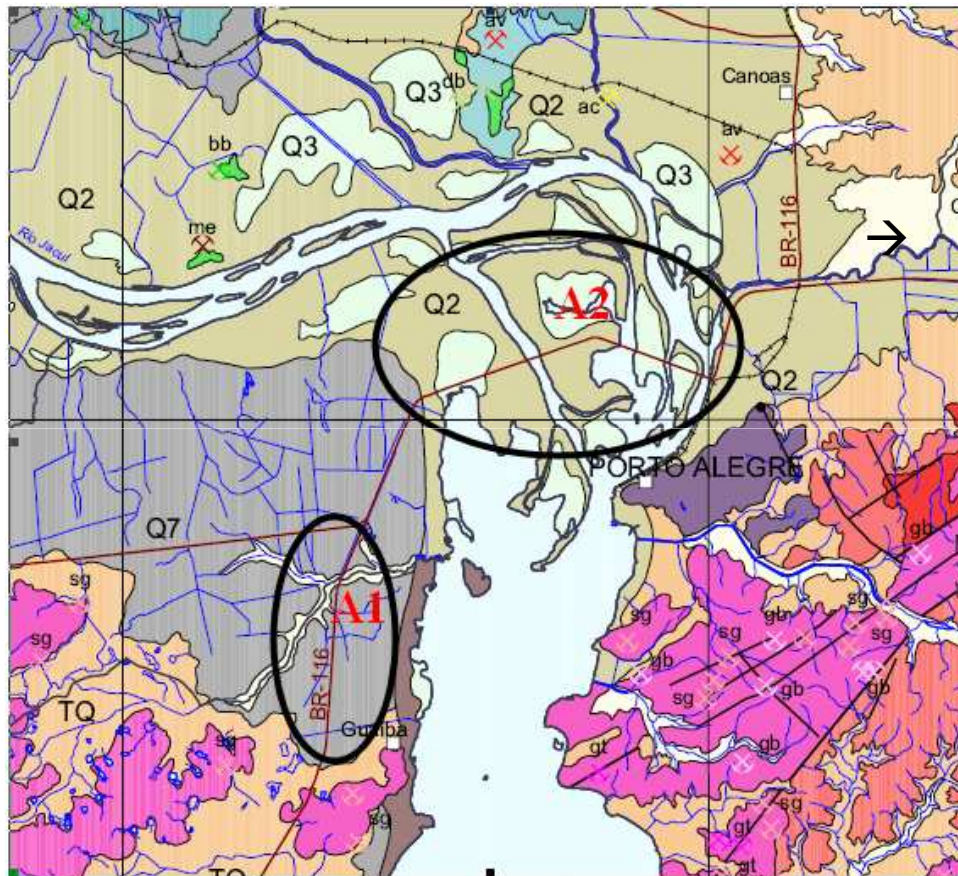 av
Q3
db
Q2
ac
Canoas
av
bb
Q3
Q3
Q2
me
BR-116
→
Rio Jacuí
Q2
A2
Q2
PORTO ALEGRE
Q7
gb
sg
A1
sg
sg
gb
sg
sg
sg
gb
sg
gb
gb
BR-116
TQ
Guaíba
sg
gt
gb
sg
sg
gt
gt
TQ